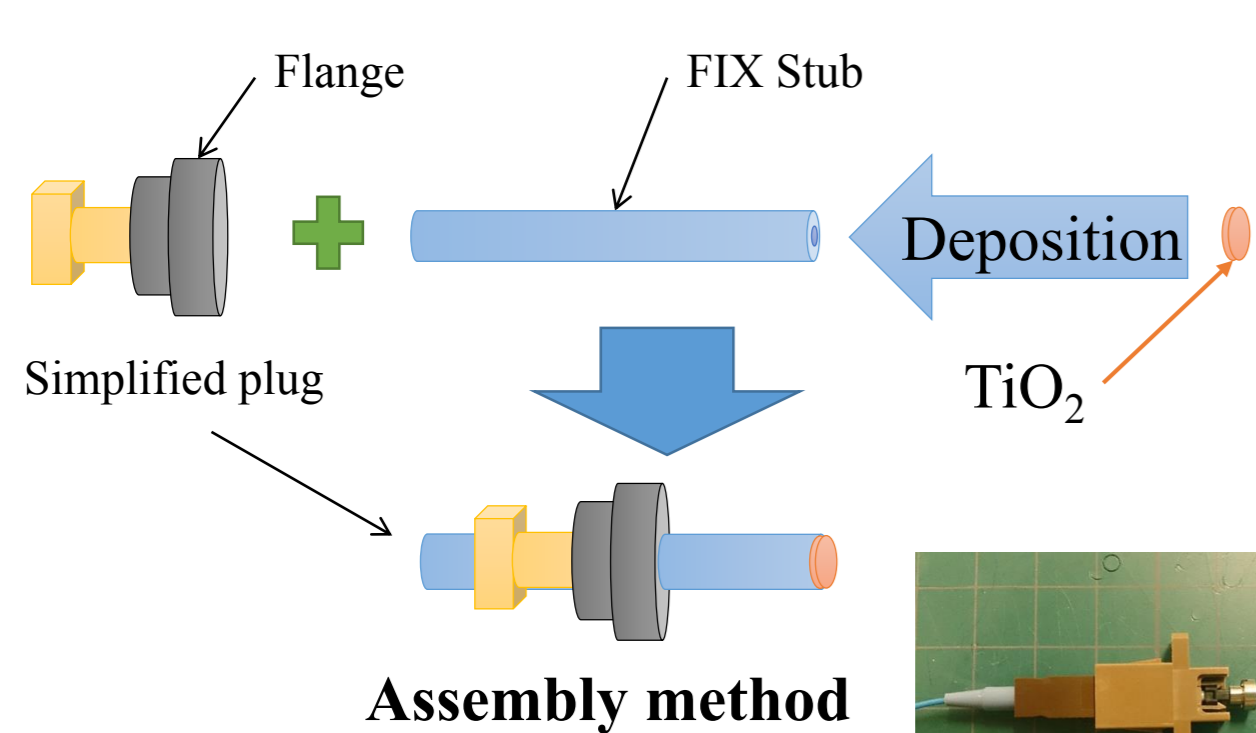 Flange
FIX Stub
Deposition
TiO₂
Simplified plug
Assembly method